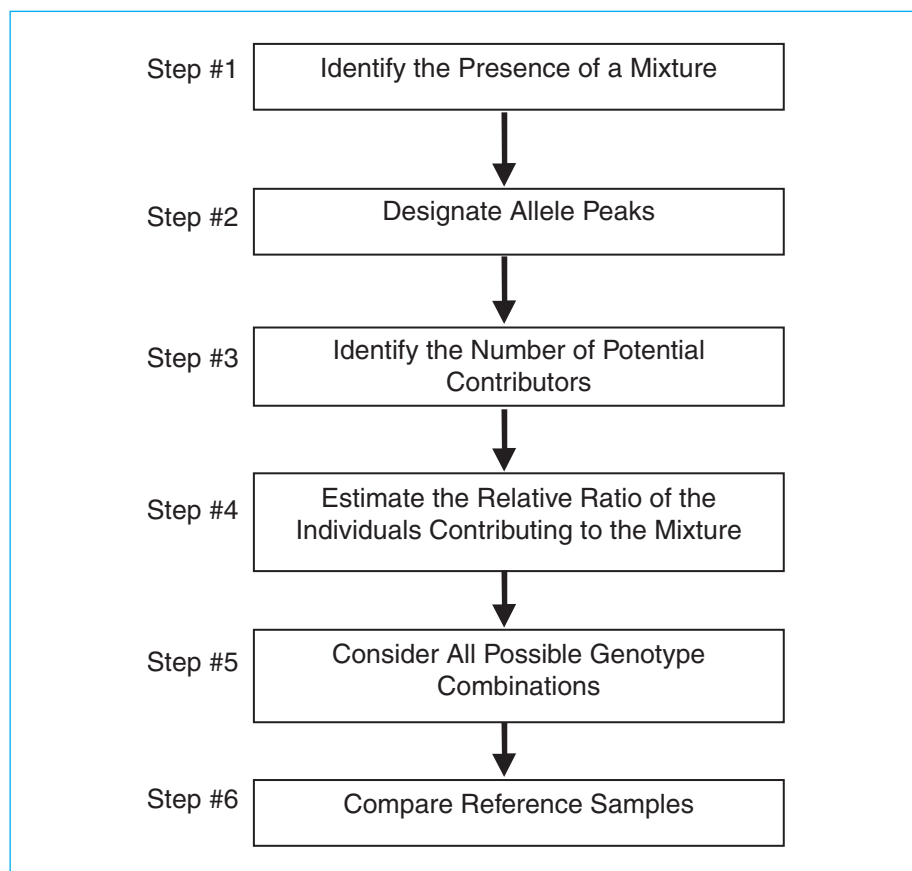 Step #1
Identify the Presence of a Mixture
Step #2
Designate Allele Peaks
Step #3
Identify the Number of Potential
Contributors
Step #4
Estimate the Relative Ratio of the
Individuals Contributing to the Mixture
Step #5
Consider All Possible Genotype
Combinations
Step #6
Compare Reference Samples